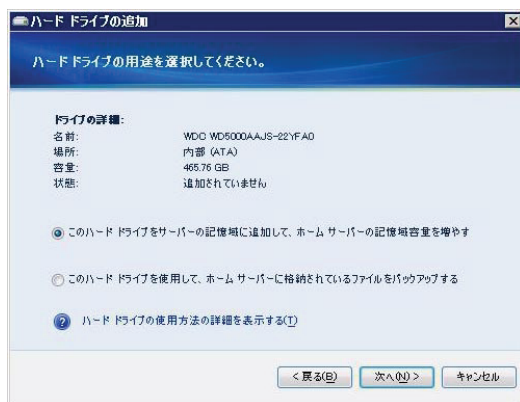 ハード ドライブの追加
ハード ドライブの用途を選択してください。
ドライブの詳細:
名前: WDC WD5000AAJS-22YFA0
場所: 内部 (ATA)
容量: 465.76 GB
状態: 追加されていません
このハード ドライブをサーバーの記憶域に追加して、ホーム サーバーの記憶域容量を増やす
このハード ドライブを使用して、ホーム サーバーに格納されているファイルをバックアップする
ハード ドライブの使用方法の詳細を表示する(T)
< 戻る(B) 次へ(N) > キャンセル